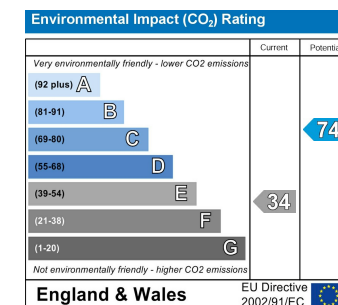 Environmental Impact (CO₂) Rating
Current
Very environmentally friendly - lower CO2 emissions
(92 plus) A
(81-91) B
(69-80) C
74
(55-68) D
(39-54) E
34
(21-38) F
(1-20) G
Not environmentally friendly - higher CO2 emissions
England & Wales
EU Directive
2002/91/EC